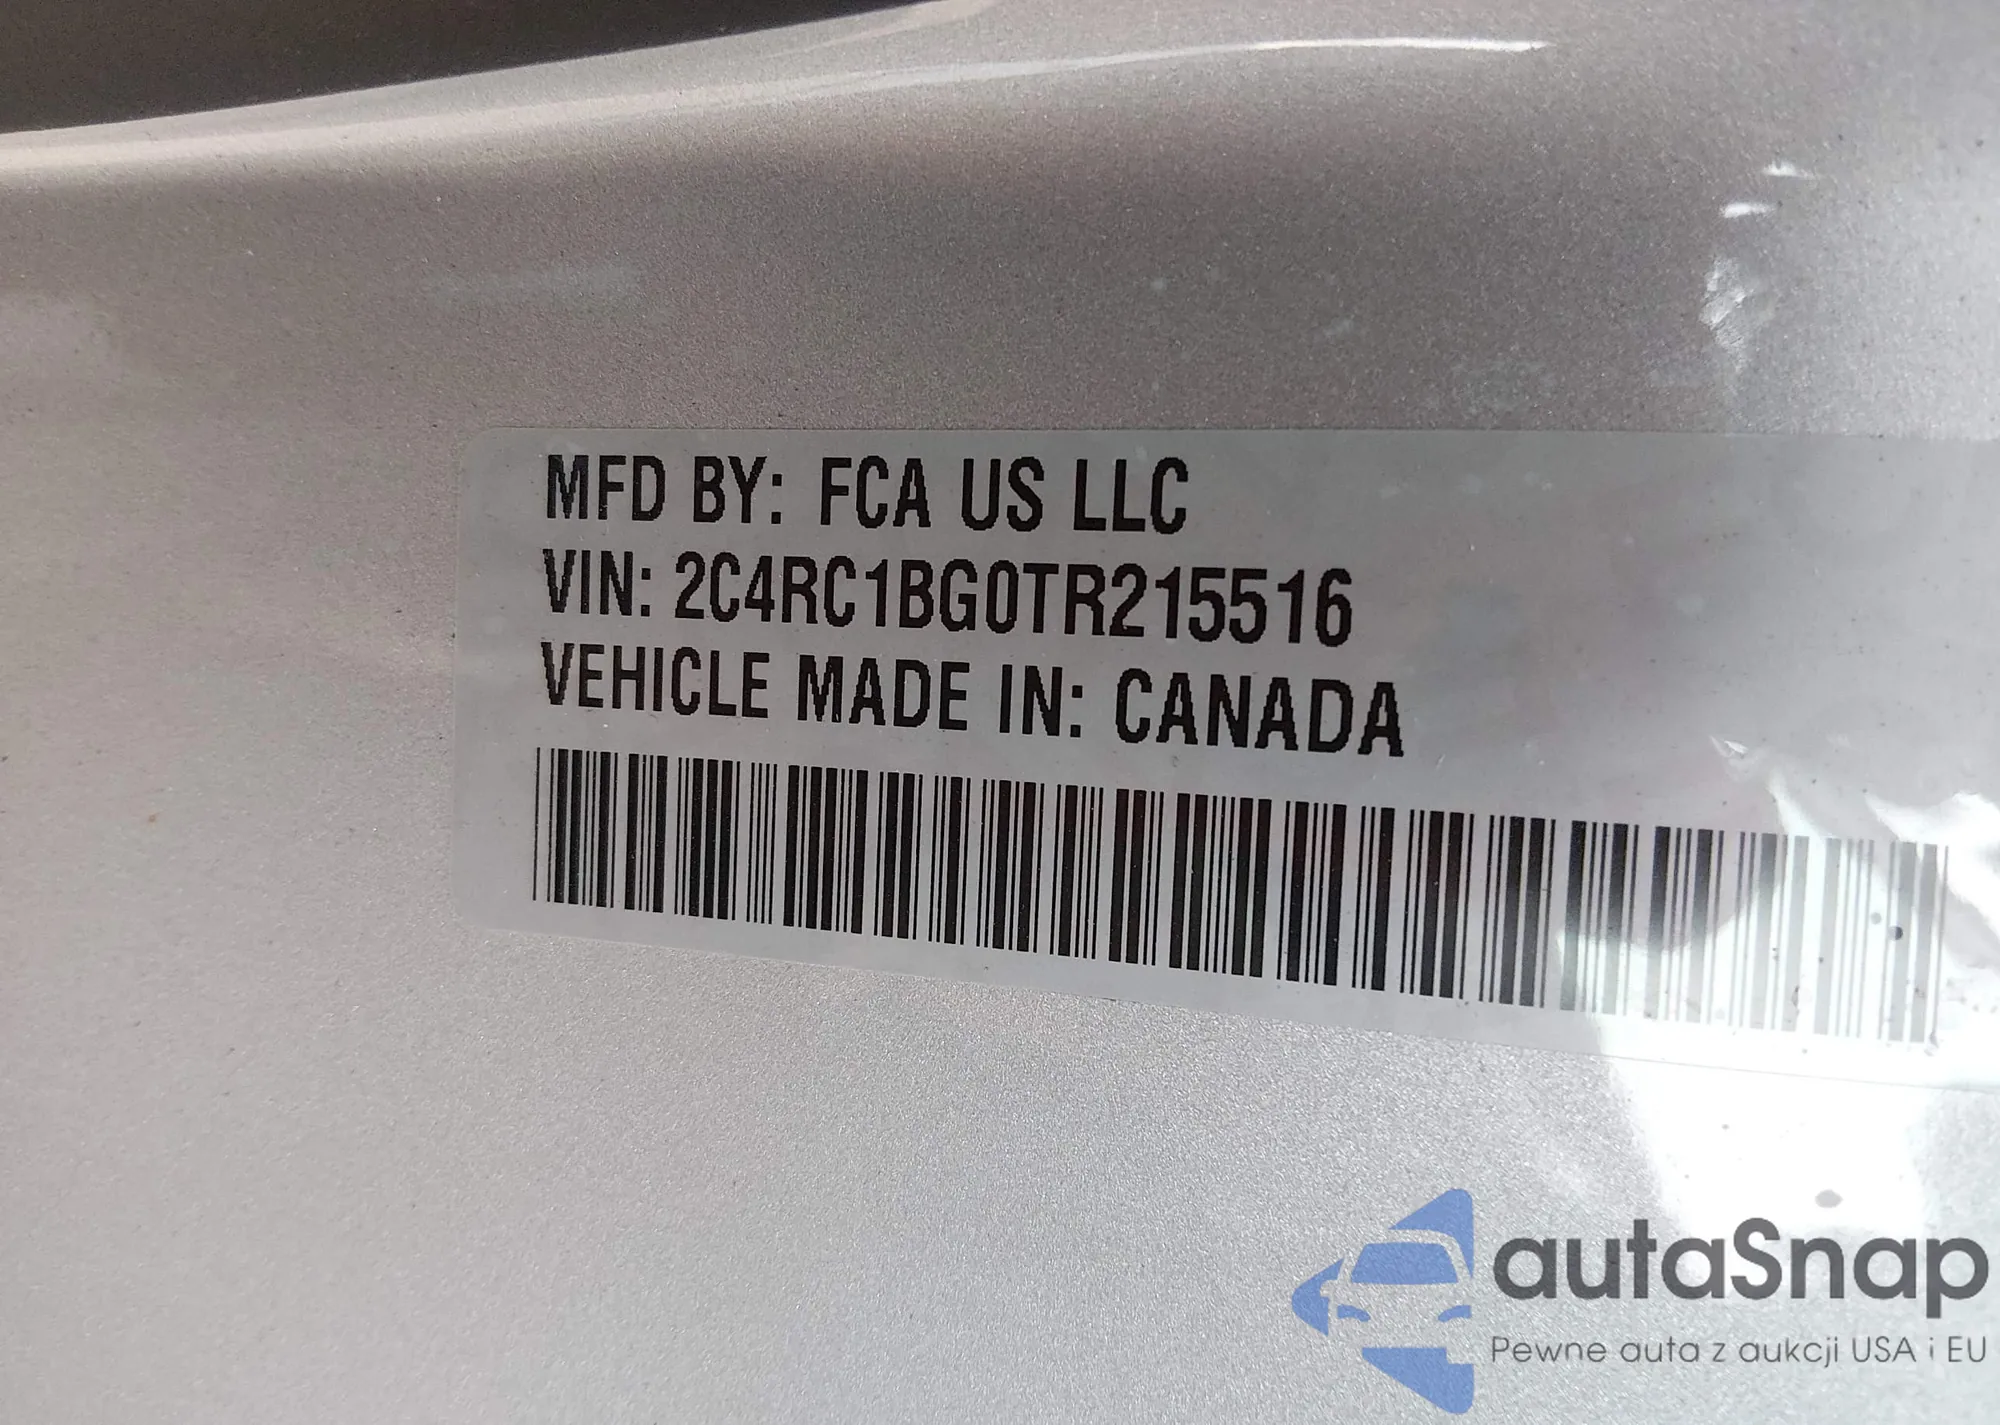 MFD BY: FCA US LLC
VIN: 2C4RC1BG0TR215516
VEHICLE MADE IN: CANADA
autaSnap
Pewne auta z aukcji USA i EU